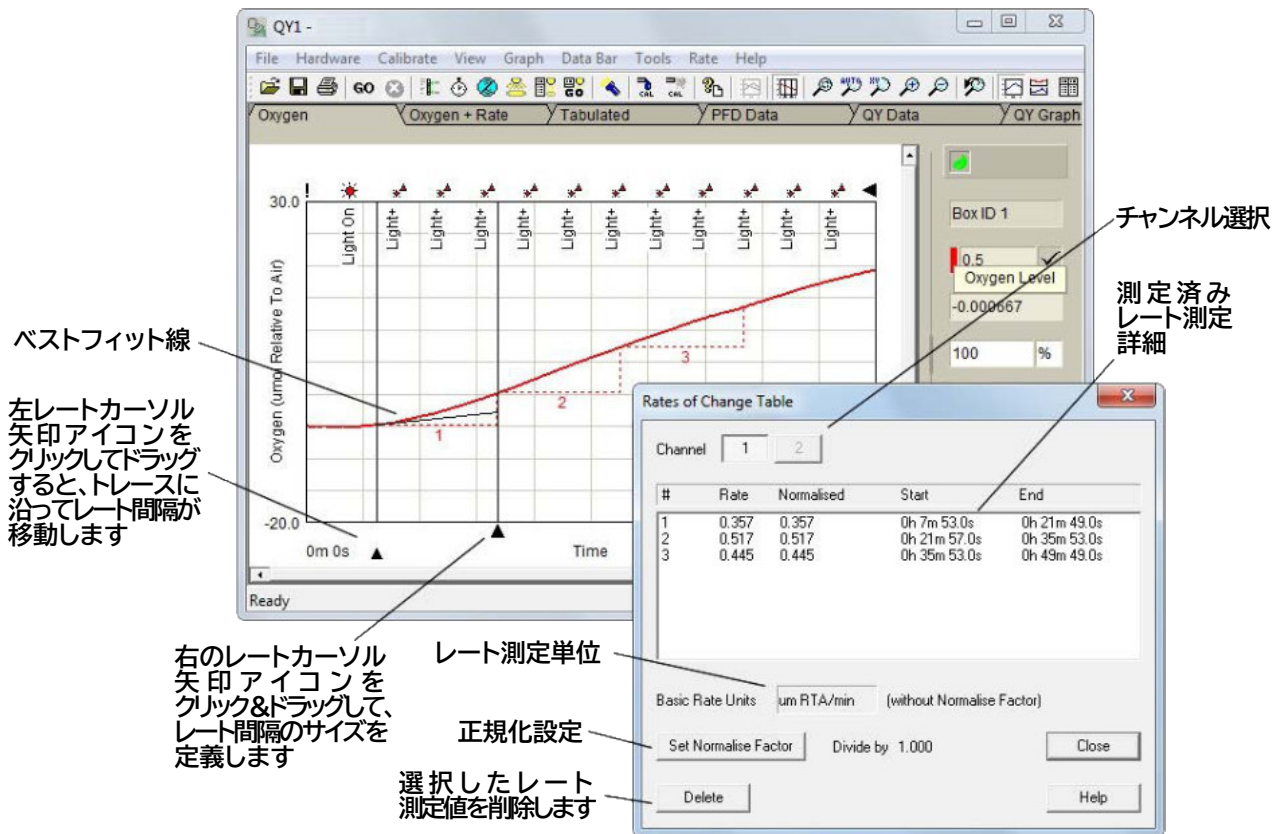 QY1 -
File Hardware Calibrate View Graph Data Bar Tools Rate Help
GO
Oxygen
Oxygen + Rate
Tabulated
PFD Data
QY Data
QY Graph
30.0
Light On
Light+
Light+
Light+
Light+
Light+
Light+
Light+
Light+
Light+
Light+
Light+
Oxygen (umol Relative To Air)
1
2
3
-20.0
0m 0s
Time
Ready
Box ID 1
0.5
Oxygen Level
-0.000667
100
%
チャンネル選択
測定済み
レート測定
詳細
ベストフィット線
左レートカーソル
矢印アイコンを
クリックしてドラッグ
すると、トレースに
沿ってレート間隔が
移動します
右のレートカーソル
矢印アイコンを
クリック&ドラッグして、
レート間隔のサイズを
定義します
レート測定単位
正規化設定
選択したレート
測定値を削除します
Rates of Change Table
Channel 1 2
# Rate Normalised Start End
1 0.357 0.357 0h 7m 53.0s 0h 21m 49.0s
2 0.517 0.517 0h 21m 57.0s 0h 35m 53.0s
3 0.445 0.445 0h 35m 53.0s 0h 49m 49.0s
Basic Rate Units um RTA/min (without Normalise Factor)
Set Normalise Factor Divide by 1.000 Close
Delete Help